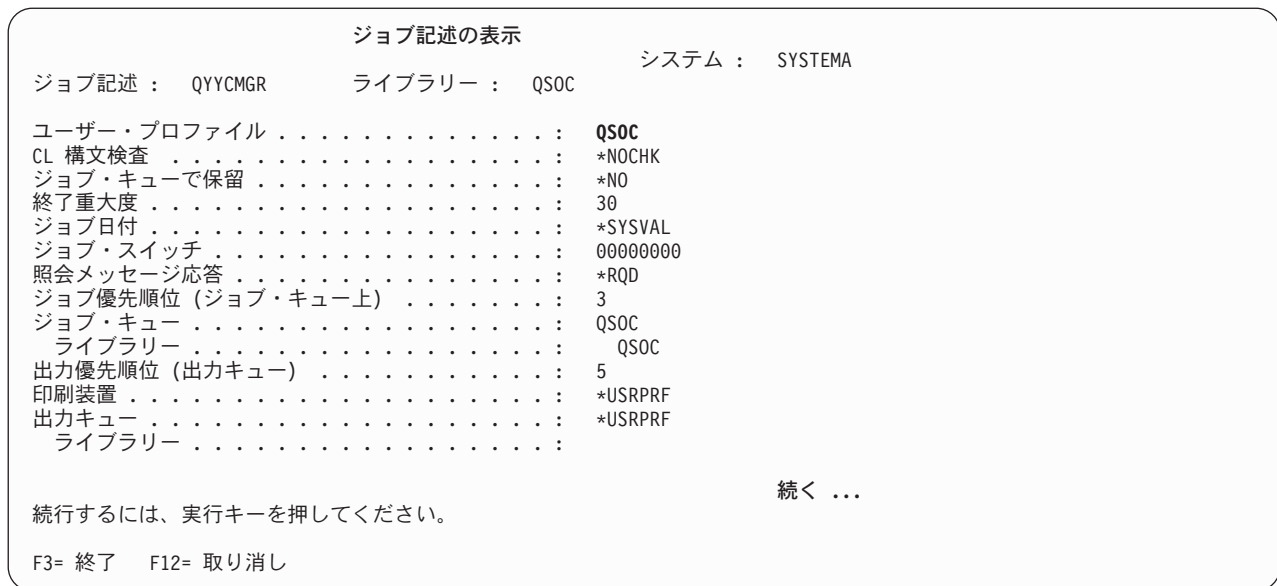 ジョブ記述の表示
システム : SYSTEMA
ジョブ記述 : QYYCMGR ライブラリー : QSOC
ユーザー・プロファイル . . . . . . . . . . . . . . : QSOC
CL 構文検査 . . . . . . . . . . . . . . . . . . . : *NOCHK
ジョブ・キューで保留 . . . . . . . . . . . . . . . : *NO
終了重大度 . . . . . . . . . . . . . . . . . . . . : 30
ジョブ日付 . . . . . . . . . . . . . . . . . . . . : *SYSVAL
ジョブ・スイッチ . . . . . . . . . . . . . . . . . : 00000000
照会メッセージ応答 . . . . . . . . . . . . . . . . : *RQD
ジョブ優先順位 (ジョブ・キュー上) . . . . . . . : 3
ジョブ・キュー . . . . . . . . . . . . . . . . . . : QSOC
ライブラリー . . . . . . . . . . . . . . . . . . : QSOC
出力優先順位 (出力キュー) . . . . . . . . . . . . : 5
印刷装置 . . . . . . . . . . . . . . . . . . . . . : *USRPRF
出力キュー . . . . . . . . . . . . . . . . . . . . : *USRPRF
ライブラリー . . . . . . . . . . . . . . . . . . :
続く ...
続行するには、実行キーを押してください。
F3= 終了 F12= 取り消し